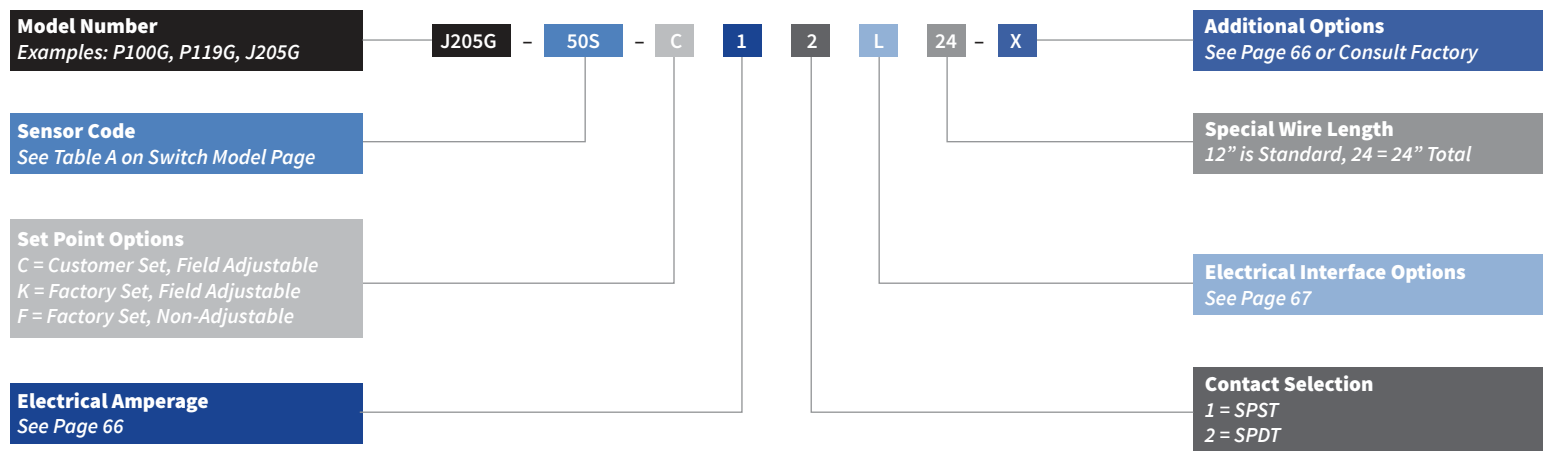 Model Number
Examples: P100G, P119G, J205G
J205G – 50S – C 1 2 L 24 – X
Additional Options
See Page 66 or Consult Factory
Sensor Code
See Table A on Switch Model Page
Special Wire Length
12” is Standard, 24 = 24” Total
Set Point Options
C = Customer Set, Field Adjustable
K = Factory Set, Field Adjustable
F = Factory Set, Non-Adjustable
Electrical Interface Options
See Page 67
Electrical Amperage
See Page 66
Contact Selection
1 = SPST
2 = SPDT